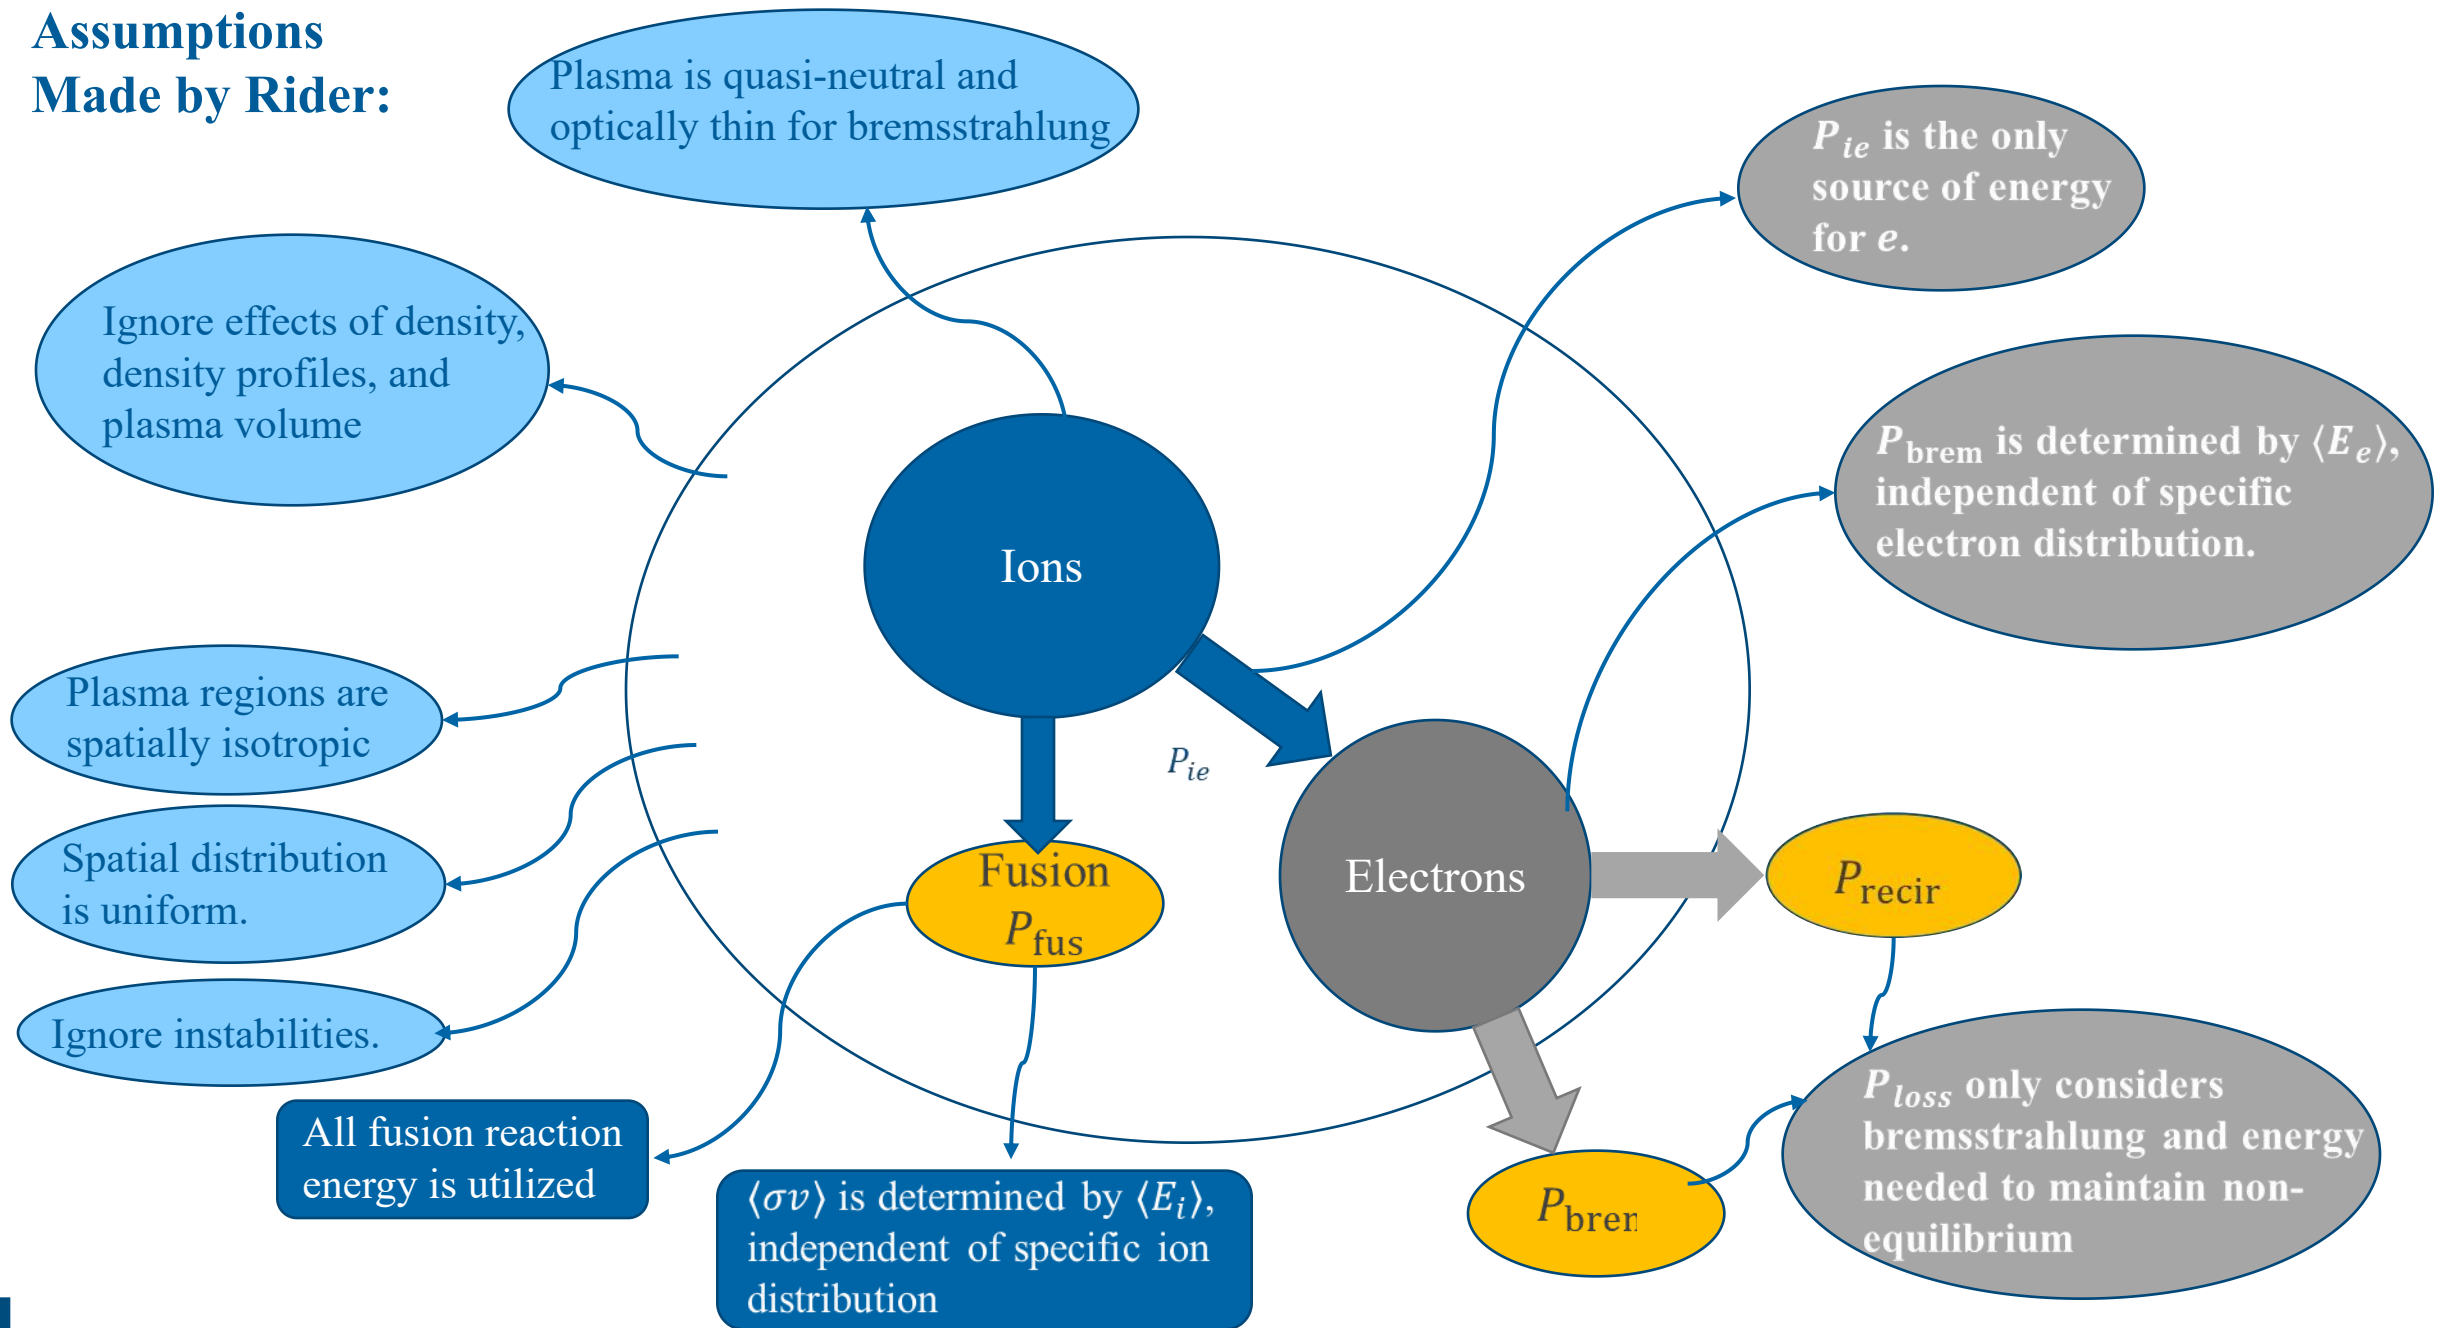 Assumptions
Made by Rider:
Plasma is quasi-neutral and
optically thin for bremsstrahlung
P_ie is the only
source of energy
for e.
Ignore effects of density,
density profiles, and
plasma volume
P_brem is determined by ⟨E_e⟩,
independent of specific
electron distribution.
Ions
Plasma regions are
spatially isotropic
P_ie
Spatial distribution
is uniform.
Fusion
P_fus
Electrons
P_recir
Ignore instabilities.
All fusion reaction
energy is utilized
⟨σv⟩ is determined by ⟨E_i⟩,
independent of specific ion
distribution
P_bren
P_loss only considers
bremsstrahlung and energy
needed to maintain non-
equilibrium